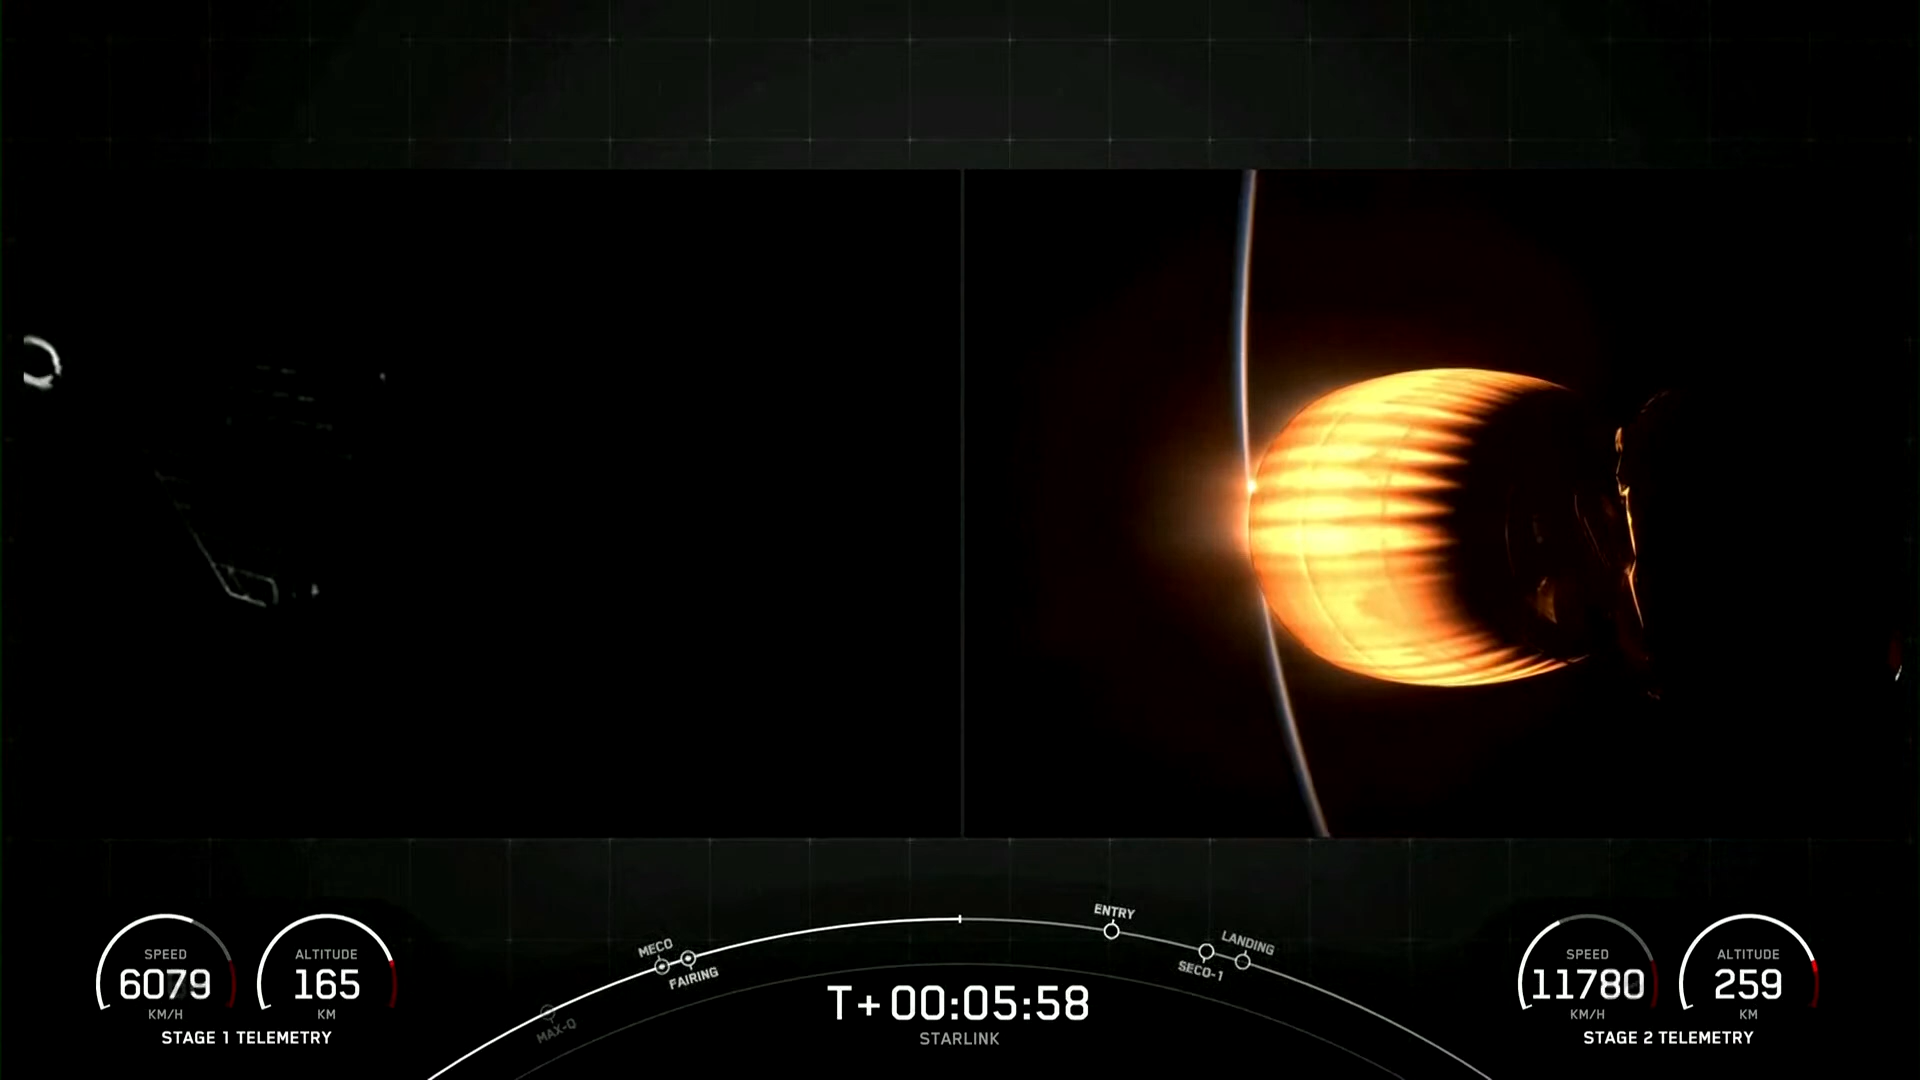 ENTRY
MECO
LANDING
FAIRING
SECO-1
MAX-Q
SPEED
6079
KM/H
ALTITUDE
165
KM
STAGE 1 TELEMETRY
T+00:05:58
STARLINK
SPEED
11780
KM/H
ALTITUDE
259
KM
STAGE 2 TELEMETRY